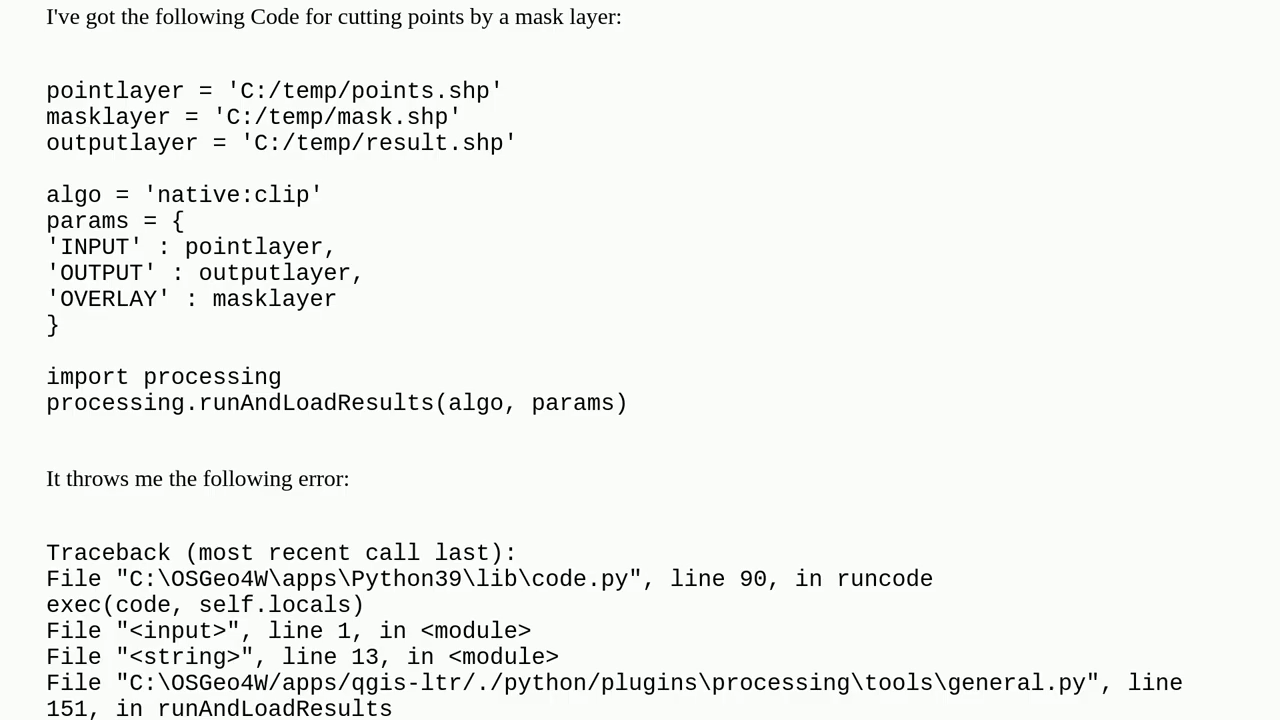 I've got the following Code for cutting points by a mask layer:
pointlayer = 'C:/temp/points.shp'
masklayer = 'C:/temp/mask.shp'
outputlayer = 'C:/temp/result.shp'
algo = 'native:clip'
params = {
'INPUT' : pointlayer,
'OUTPUT' : outputlayer,
'OVERLAY' : masklayer
}
import processing
processing.runAndLoadResults(algo, params)
It throws me the following error:
Traceback (most recent call last):
File "C:\OSGeo4W\apps\Python39\lib\code.py", line 90, in runcode
exec(code, self.locals)
File "<input>", line 1, in <module>
File "<string>", line 13, in <module>
File "C:\OSGeo4W/apps/qgis-ltr/./python/plugins\processing\tools\general.py", line
151, in runAndLoadResults